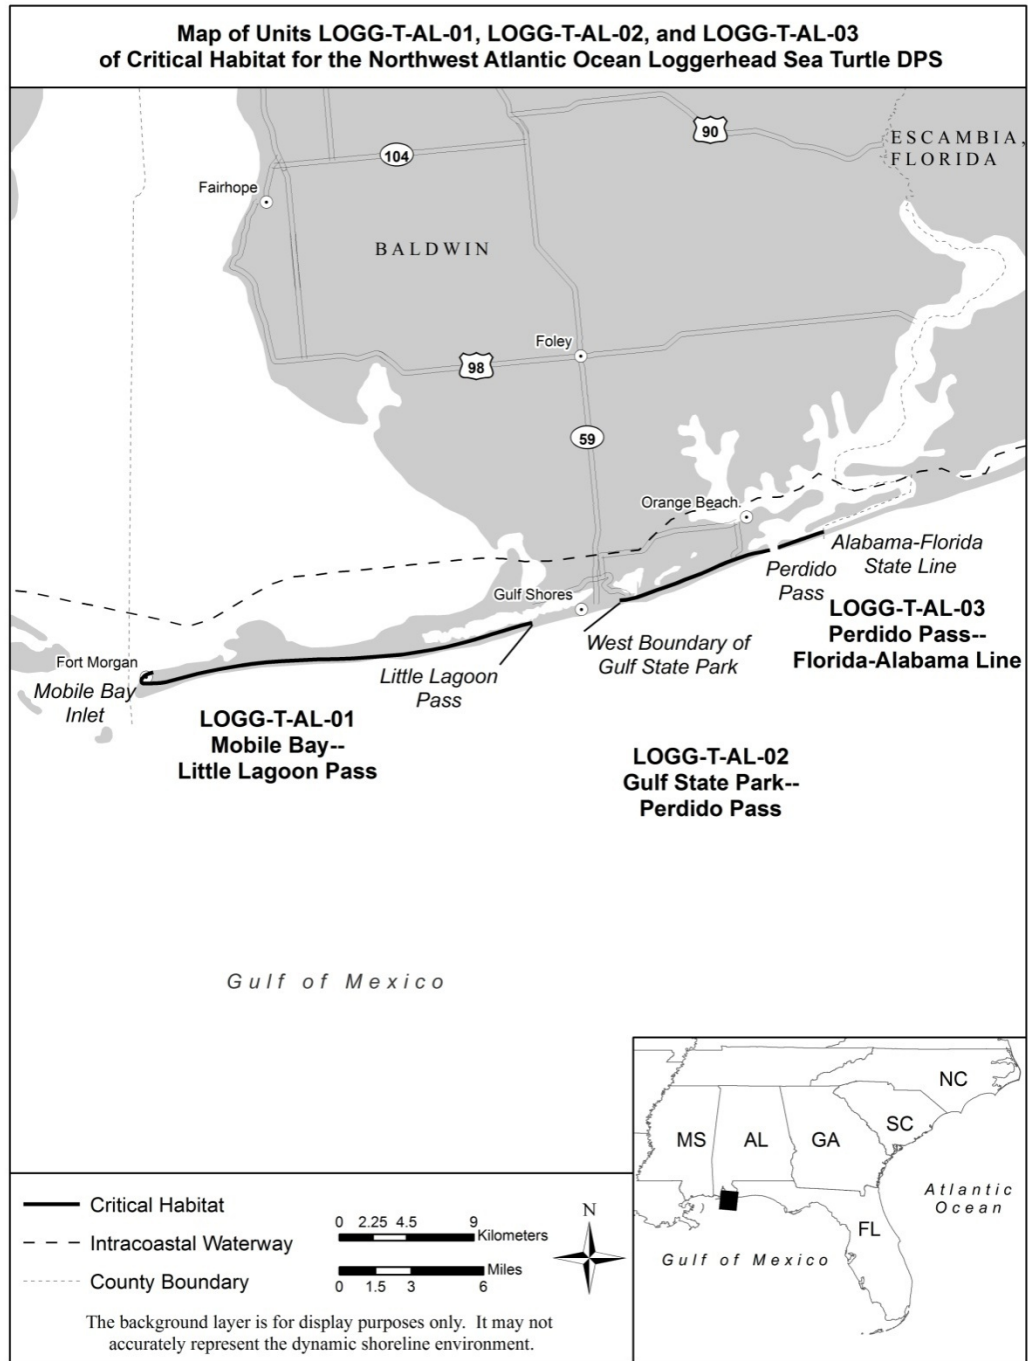 Map of Units LOGG-T-AL-01, LOGG-T-AL-02, and LOGG-T-AL-03
of Critical Habitat for the Northwest Atlantic Ocean Loggerhead Sea Turtle DPS
90
ESCAMBIA,
FLORIDA
104
Fairhope
BALDWIN
Foley
98
59
Orange Beach
Alabama-Florida
State Line
Perdido
Pass
Gulf Shores
LOGG-T-AL-03
Perdido Pass--
Florida-Alabama Line
West Boundary of
Gulf State Park
Fort Morgan
Little Lagoon
Pass
Mobile Bay
Inlet
LOGG-T-AL-01
Mobile Bay--
Little Lagoon Pass
LOGG-T-AL-02
Gulf State Park--
Perdido Pass
Gulf of Mexico
Critical Habitat
Intracoastal Waterway
County Boundary
0 2.25 4.5 9
Kilometers
Miles
0 1.5 3 6
N
The background layer is for display purposes only. It may not
accurately represent the dynamic shoreline environment.
NC
SC
MS AL GA
Atlantic
Ocean
FL
Gulf of Mexico